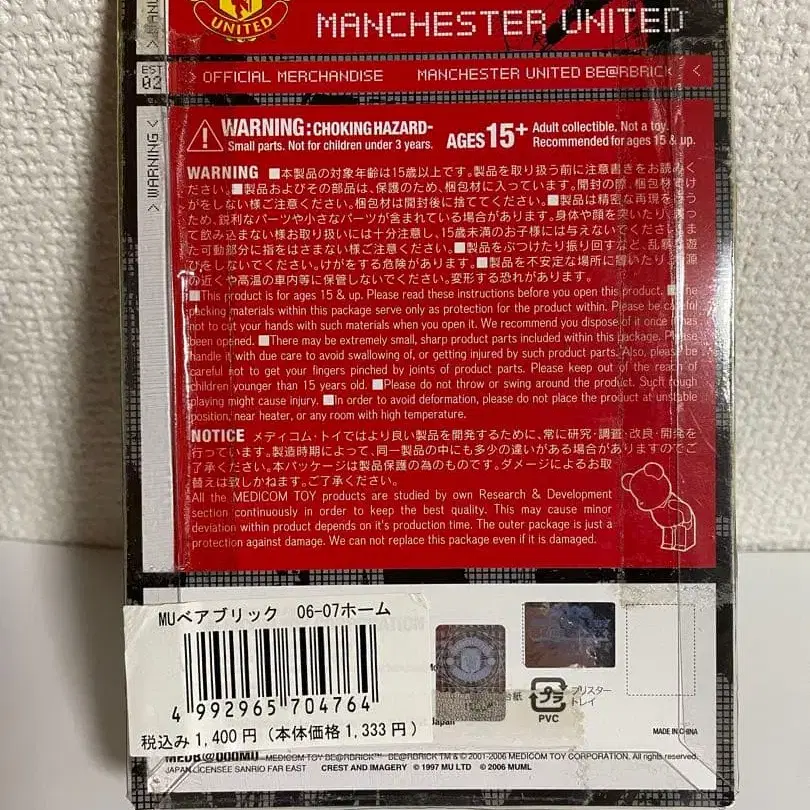 UNITED
MANCHESTER UNITED
EST 02
OFFICIAL MERCHANDISE MANCHESTER UNITED BE@RBRICK
WARNING
WARNING:CHOKING HAZARD-
Small parts. Not for children under 3 years.
AGES 15+
Adult collectible. Not a toy.
Recommended for ages 15 & up.
WARNING ■本製品の対象年齢は15歳以上です。製品を取り扱う前に注意書きをお読みく
ださい。■製品およびその部品は、保護のため、梱包材に入っています。開封の際、梱包材でけ
がをしない様ご注意ください。梱包材は開封後に捨ててください。■製品は精密な再現を行う
ため、鋭利なパーツや小さなパーツが含まれている場合があります。身体や顔を突いたり、誤っ
て飲み込まない様お取り扱いには十分注意し、15歳未満のお子様には与えないでください。ま
た可動部分に指をはさまない様ご注意ください。■製品をぶつけたり振り回すなど、乱暴な遊
びをしないでください。けがをする危険があります。■製品を不安定な場所に置いたり、
の近くや高温の車内等に保管しないでください。変形する恐れがあります。
■This product is for ages 15 & up. Please read these instructions before you open this product. ■The
packing materials within this package serve only as protection for the product within. Please be careful
not to cut your hands with such materials when you open it. We recommend you dispose of it once it has
been opened. ■There may be extremely small, sharp product parts included within this package. Please
handle it with due care to avoid swallowing of, or getting injured by such product parts. Also, please be
careful not to get your fingers pinched by joints of product parts. Please keep out of the reach of
children younger than 15 years old. ■Please do not throw or swing around the product. Such rough
playing might cause injury. ■In order to avoid deformation, please do not place the product at unstable
position, near heater, or any room with high temperature.
NOTICE メディコム・トイではより良い製品を開発するために、常に研究・調査・改良・開発を
行っています。製造時期によって、同一製品の中にも多少の違いがある場合がありますのでご
了承ください。本パッケージは製品保護の為のものです。ダメージによるお取
替えは致しかねます。ご了承ください。
All the MEDICOM TOY products are studied by own Research & Development
section continuously in order to keep the best quality. This may cause minor
deviation within product depends on it's production time. The outer package is just a
protection against damage. We can not replace this package even if it is damaged.
MUベアブリック 06-07ホーム
4 992965 704764
税込み1,400円(本体価格1,333円)
台紙
プラ
PVC
ブリスター
トレイ
Japan
MADE IN CHINA
MEDB@000MU MEDICOM TOY BE@RBRICK™ BE@RBRICK TM & © 2001-2006 MEDICOM TOY CORPORATION. All rights reserved.
JAPAN LICENSEE SANRIO FAR EAST CREST AND IMAGERY © 1997 MU LTD © 2006 MUML